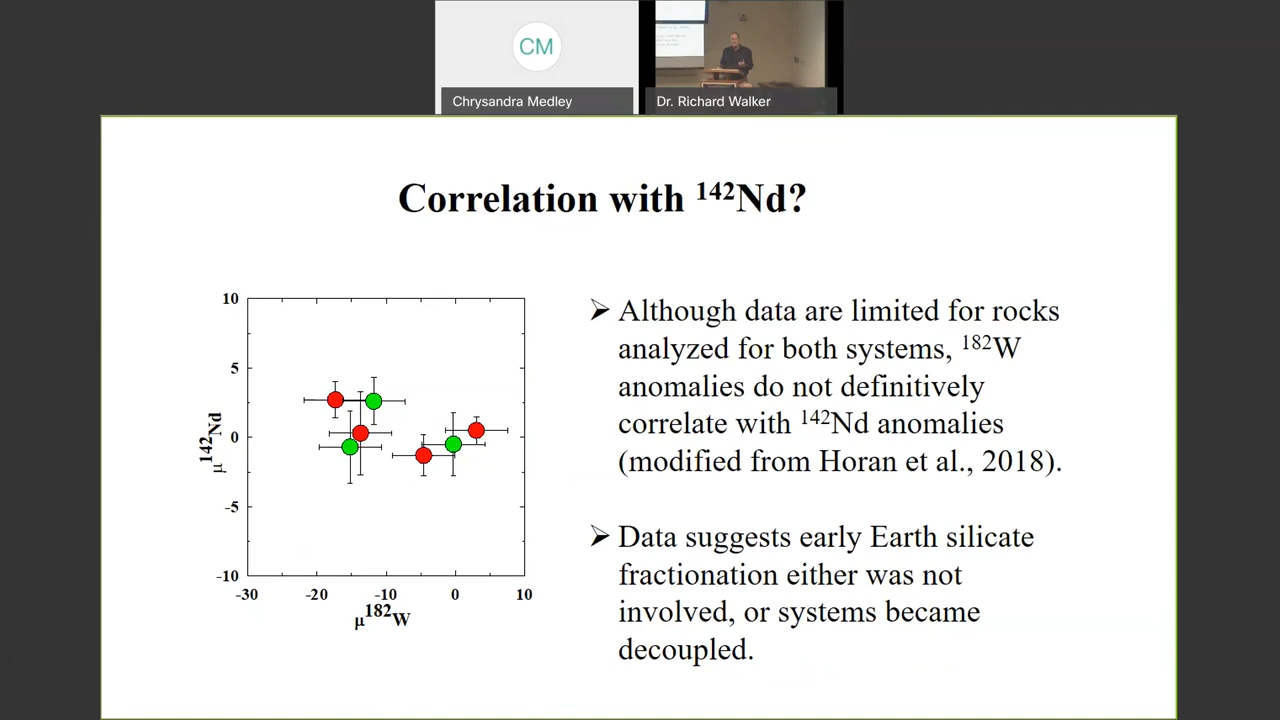 CM
Chrysandra Medley
Dr. Richard Walker
Correlation with ¹⁴²Nd?
10
5
0
-5
-10
μ¹⁴²Nd
-30 -20 -10 0 10
μ¹⁸²W
➢ Although data are limited for rocks
analyzed for both systems, ¹⁸²W
anomalies do not definitively
correlate with ¹⁴²Nd anomalies
(modified from Horan et al., 2018).
➢ Data suggests early Earth silicate
fractionation either was not
involved, or systems became
decoupled.